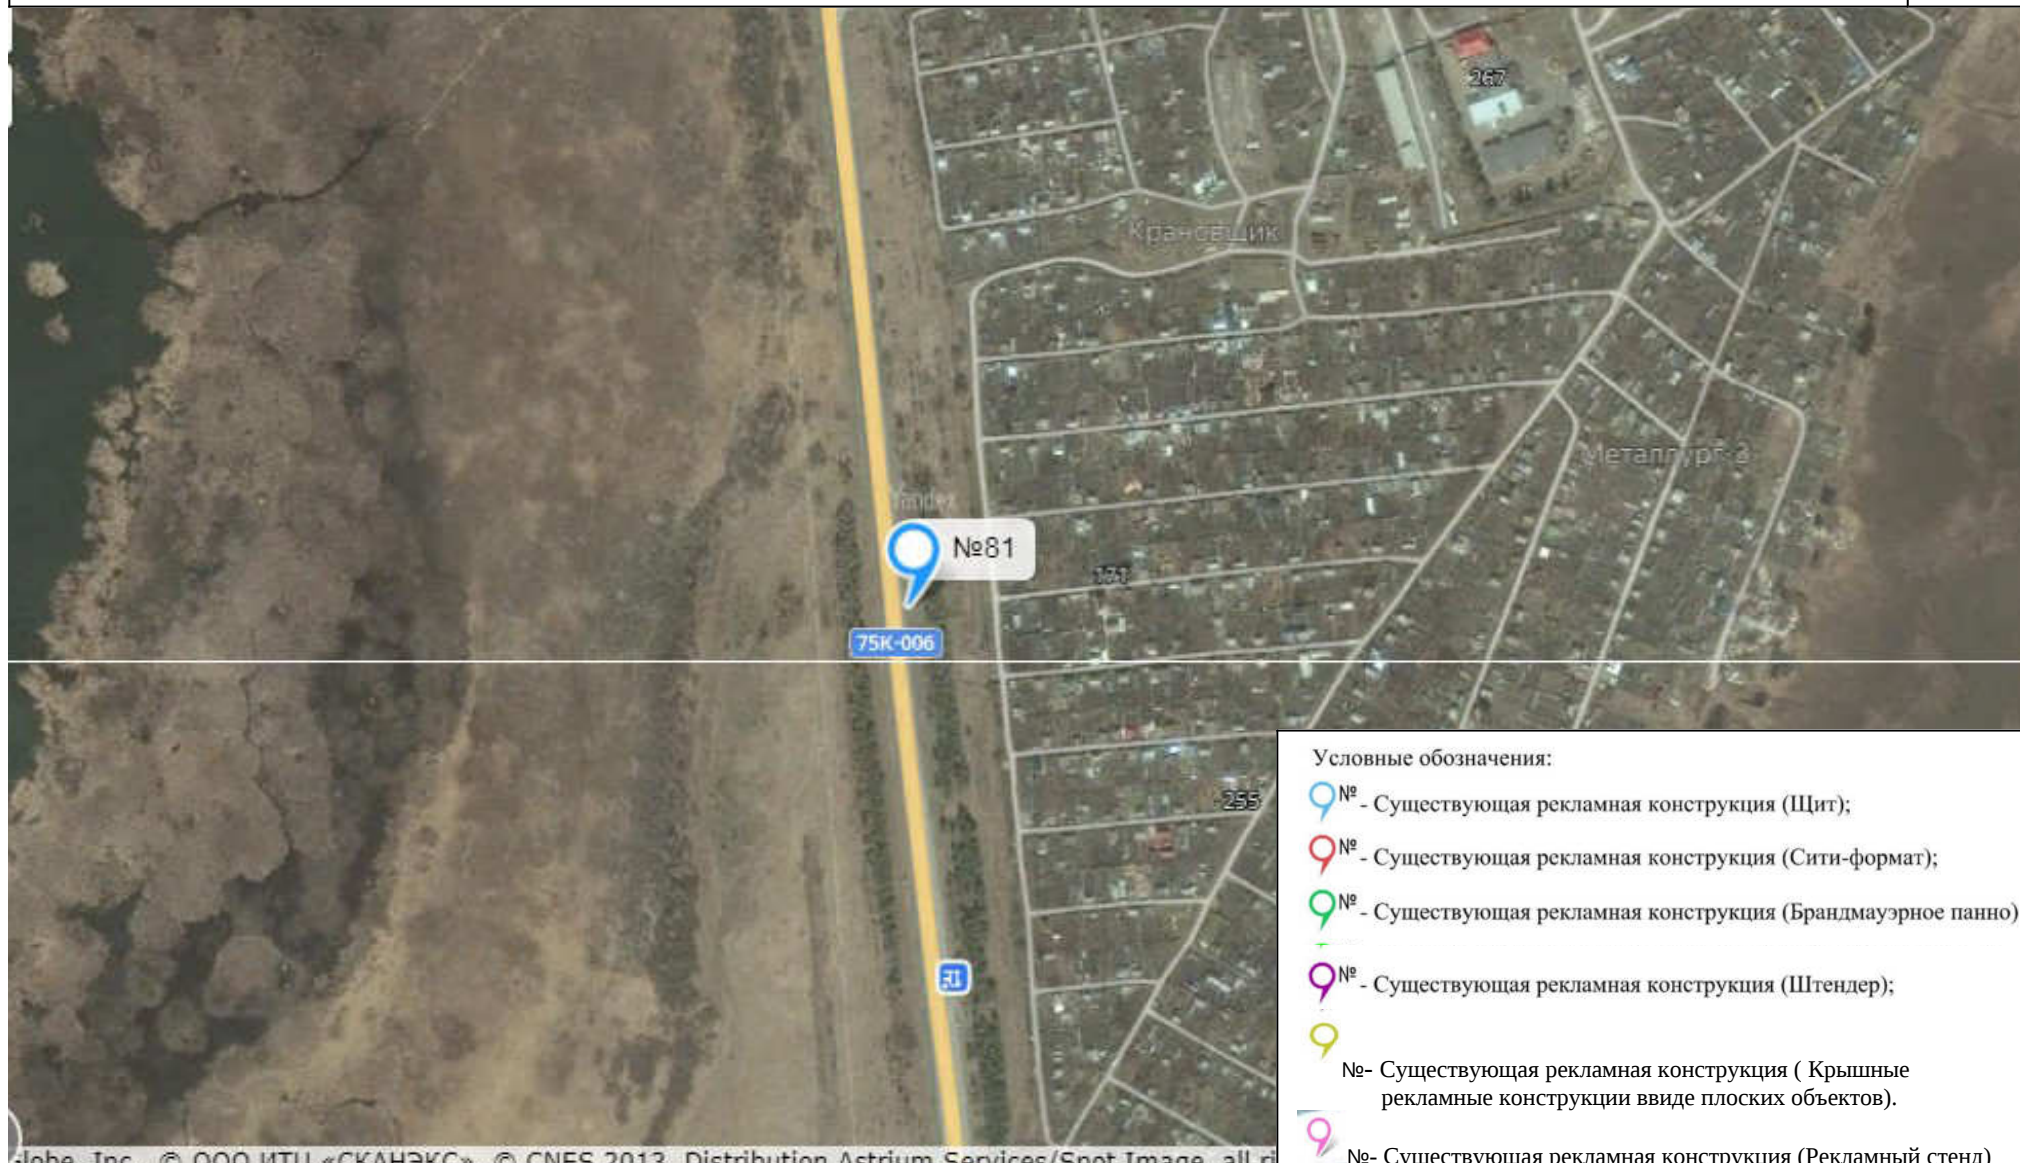 267
Крановщик
Металлург-3
Yandex
№81
171
75К-006
255
Условные обозначения:
№ - Существующая рекламная конструкция (Щит);
№ - Существующая рекламная конструкция (Сити-формат);
№ - Существующая рекламная конструкция (Брандмауэрное панно)
№ - Существующая рекламная конструкция (Штендер);
№- Существующая рекламная конструкция ( Крышные
рекламные конструкции ввиде плоских объектов).
№- Существующая рекламная конструкция (Рекламный стенд)
Globe, Inc., © ООО ИТЦ «СКАНЭКС», © CNES 2013, Distribution Astrium Services/Spot Image, all ri